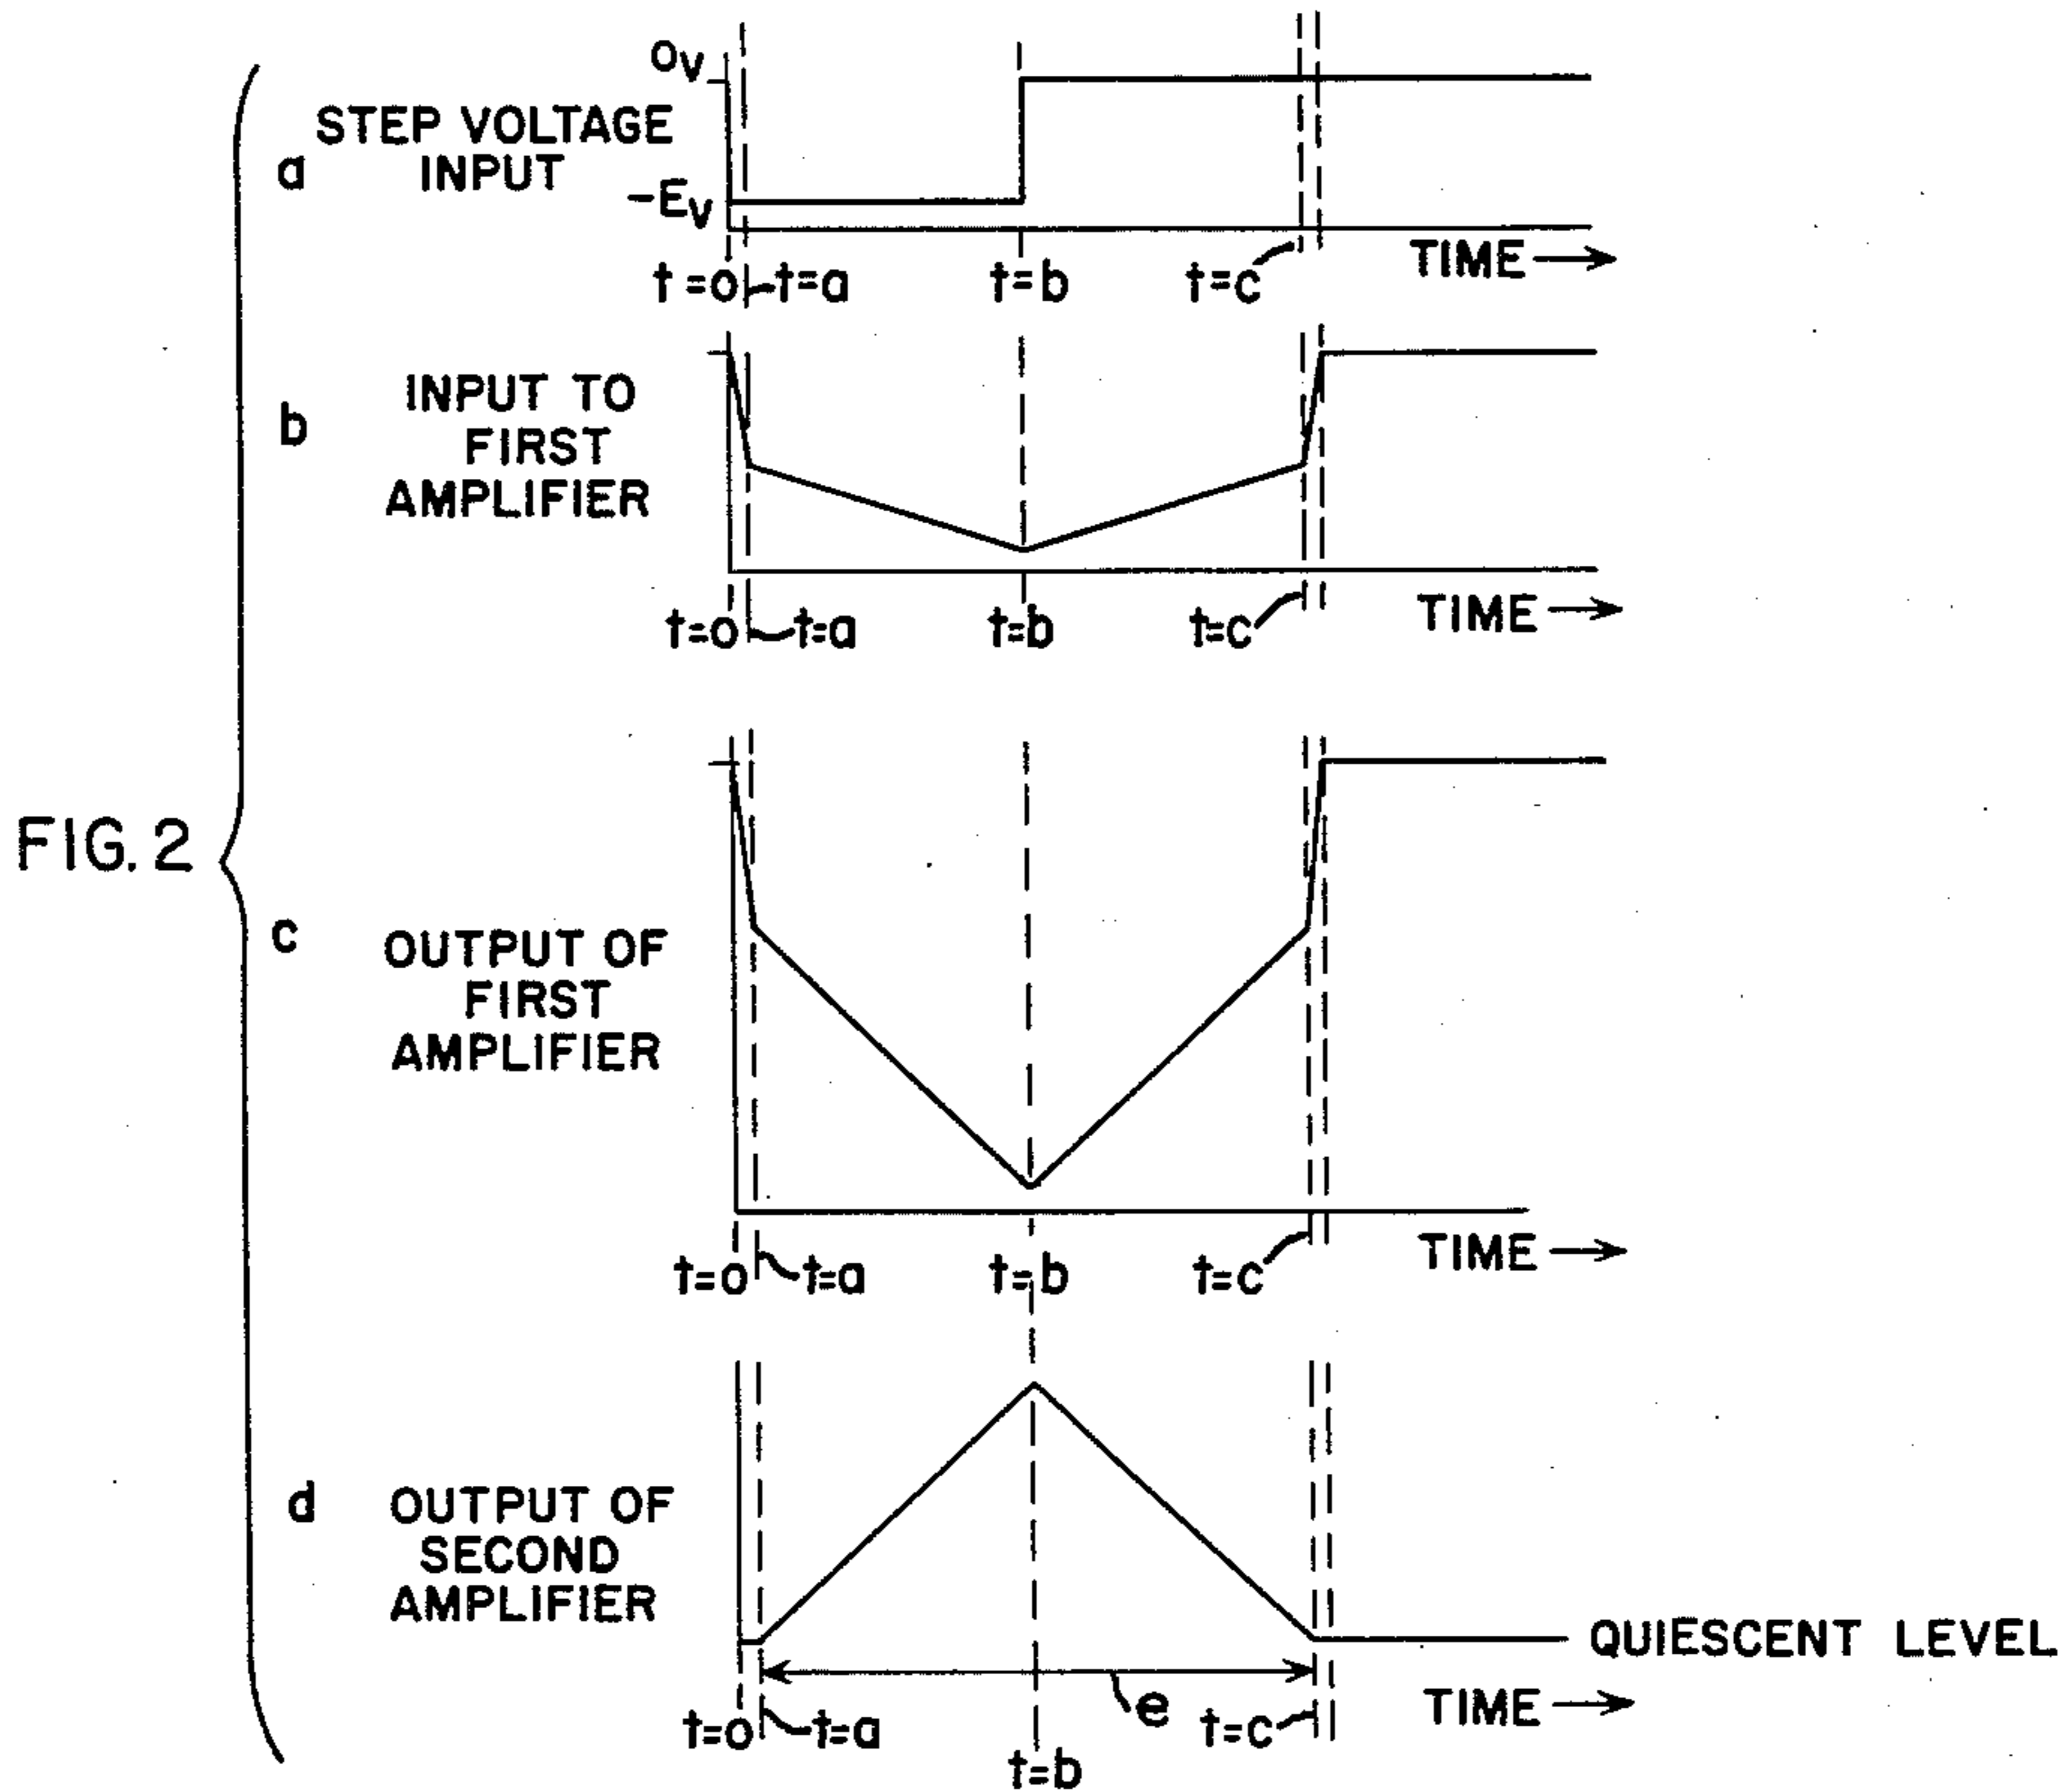 FIG. 2
a
STEP VOLTAGE
INPUT
Ov
-Ev
t=o
t=a
t=b
t=c
TIME
b
INPUT TO
FIRST
AMPLIFIER
t=o
t=a
t=b
t=c
TIME
c
OUTPUT OF
FIRST
AMPLIFIER
t=o
t=a
t=b
t=c
TIME
d
OUTPUT OF
SECOND
AMPLIFIER
QUIESCENT LEVEL
e
t=o
t=a
t=b
t=c
TIME